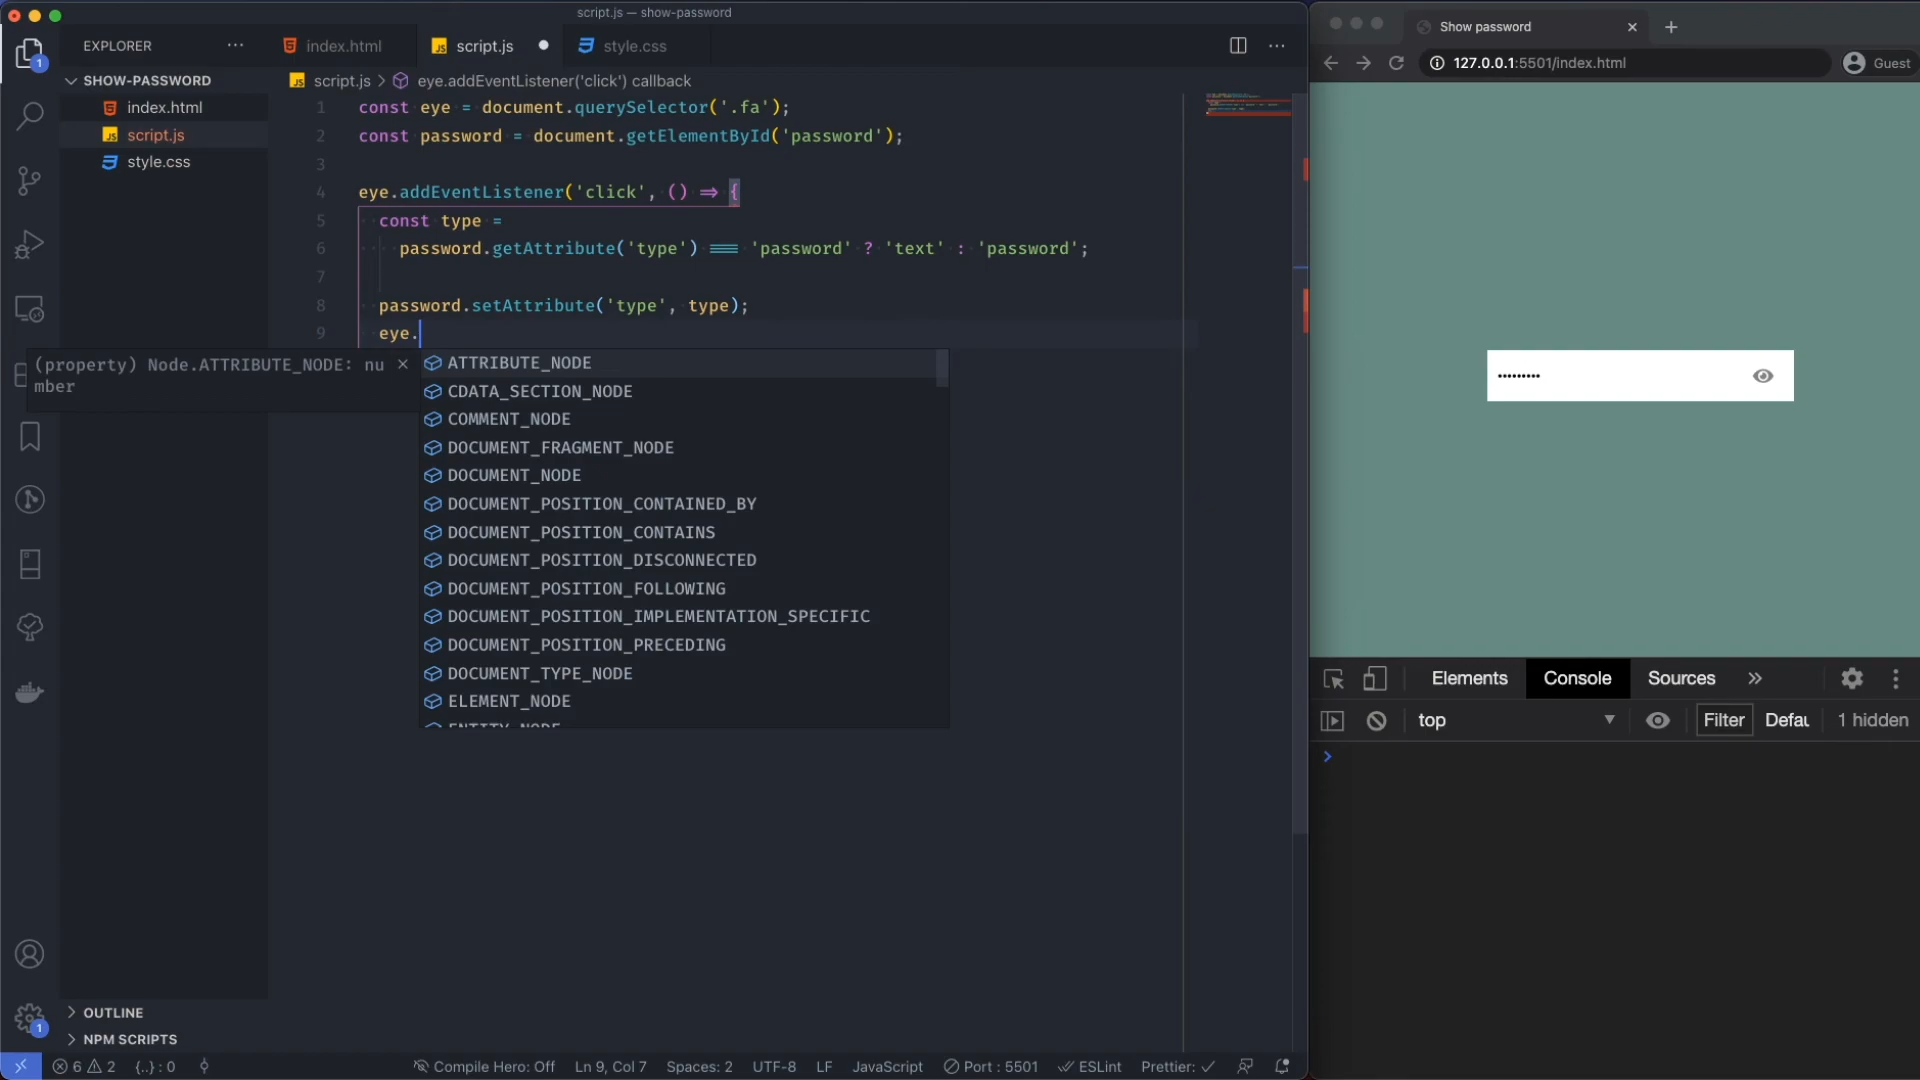 script.js — show-password
EXPLORER
index.html
script.js
style.css
SHOW-PASSWORD
index.html
script.js
style.css
script.js > eye.addEventListener('click') callback
1 const eye = document.querySelector('.fa');
2 const password = document.getElementById('password');
3
4 eye.addEventListener('click', () => {
5 const type =
6 password.getAttribute('type') === 'password' ? 'text' : 'password';
7
8 password.setAttribute('type', type);
9 eye.
(property) Node.ATTRIBUTE_NODE: nu
mber
ATTRIBUTE_NODE
CDATA_SECTION_NODE
COMMENT_NODE
DOCUMENT_FRAGMENT_NODE
DOCUMENT_NODE
DOCUMENT_POSITION_CONTAINED_BY
DOCUMENT_POSITION_CONTAINS
DOCUMENT_POSITION_DISCONNECTED
DOCUMENT_POSITION_FOLLOWING
DOCUMENT_POSITION_IMPLEMENTATION_SPECIFIC
DOCUMENT_POSITION_PRECEDING
DOCUMENT_TYPE_NODE
ELEMENT_NODE
ENTITY_NODE
1
1
OUTLINE
NPM SCRIPTS
6 2 {..} : 0 Compile Hero: Off Ln 9, Col 7 Spaces: 2 UTF-8 LF JavaScript Port : 5501 ESLint Prettier: ✓
Show password
127.0.0.1:5501/index.html
Guest
•••••••••
Elements Console Sources »
top Filter Defau 1 hidden
>